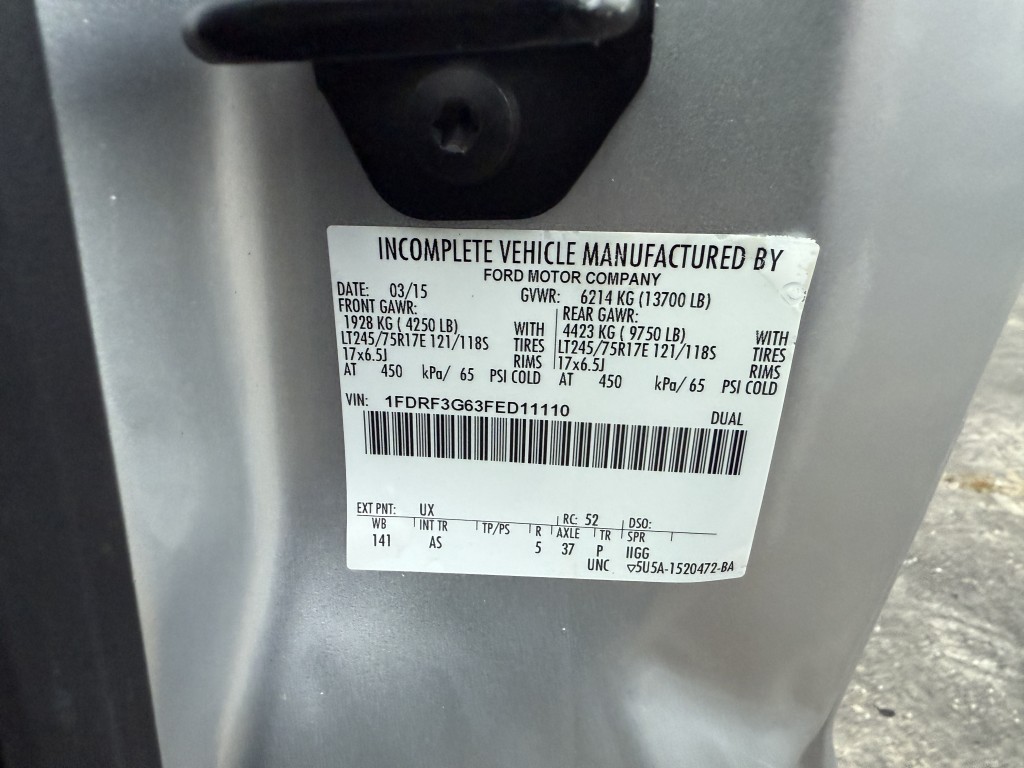 INCOMPLETE VEHICLE MANUFACTURED BY
FORD MOTOR COMPANY
DATE: 03/15 GVWR: 6214 KG (13700 LB)
FRONT GAWR: REAR GAWR:
1928 KG ( 4250 LB) WITH 4423 KG ( 9750 LB) WITH
LT245/75R17E 121/118S TIRES LT245/75R17E 121/118S TIRES
17x6.5J RIMS 17x6.5J RIMS
AT 450 kPa/ 65 PSI COLD AT 450 kPa/ 65 PSI COLD
VIN: 1FDRF3G63FED11110 DUAL
EXT PNT: UX RC: 52 DSO:
WB INT TR TP/PS R AXLE TR SPR
141 AS 5 37 P IIGG
UNC ▽5U5A-1520472-BA